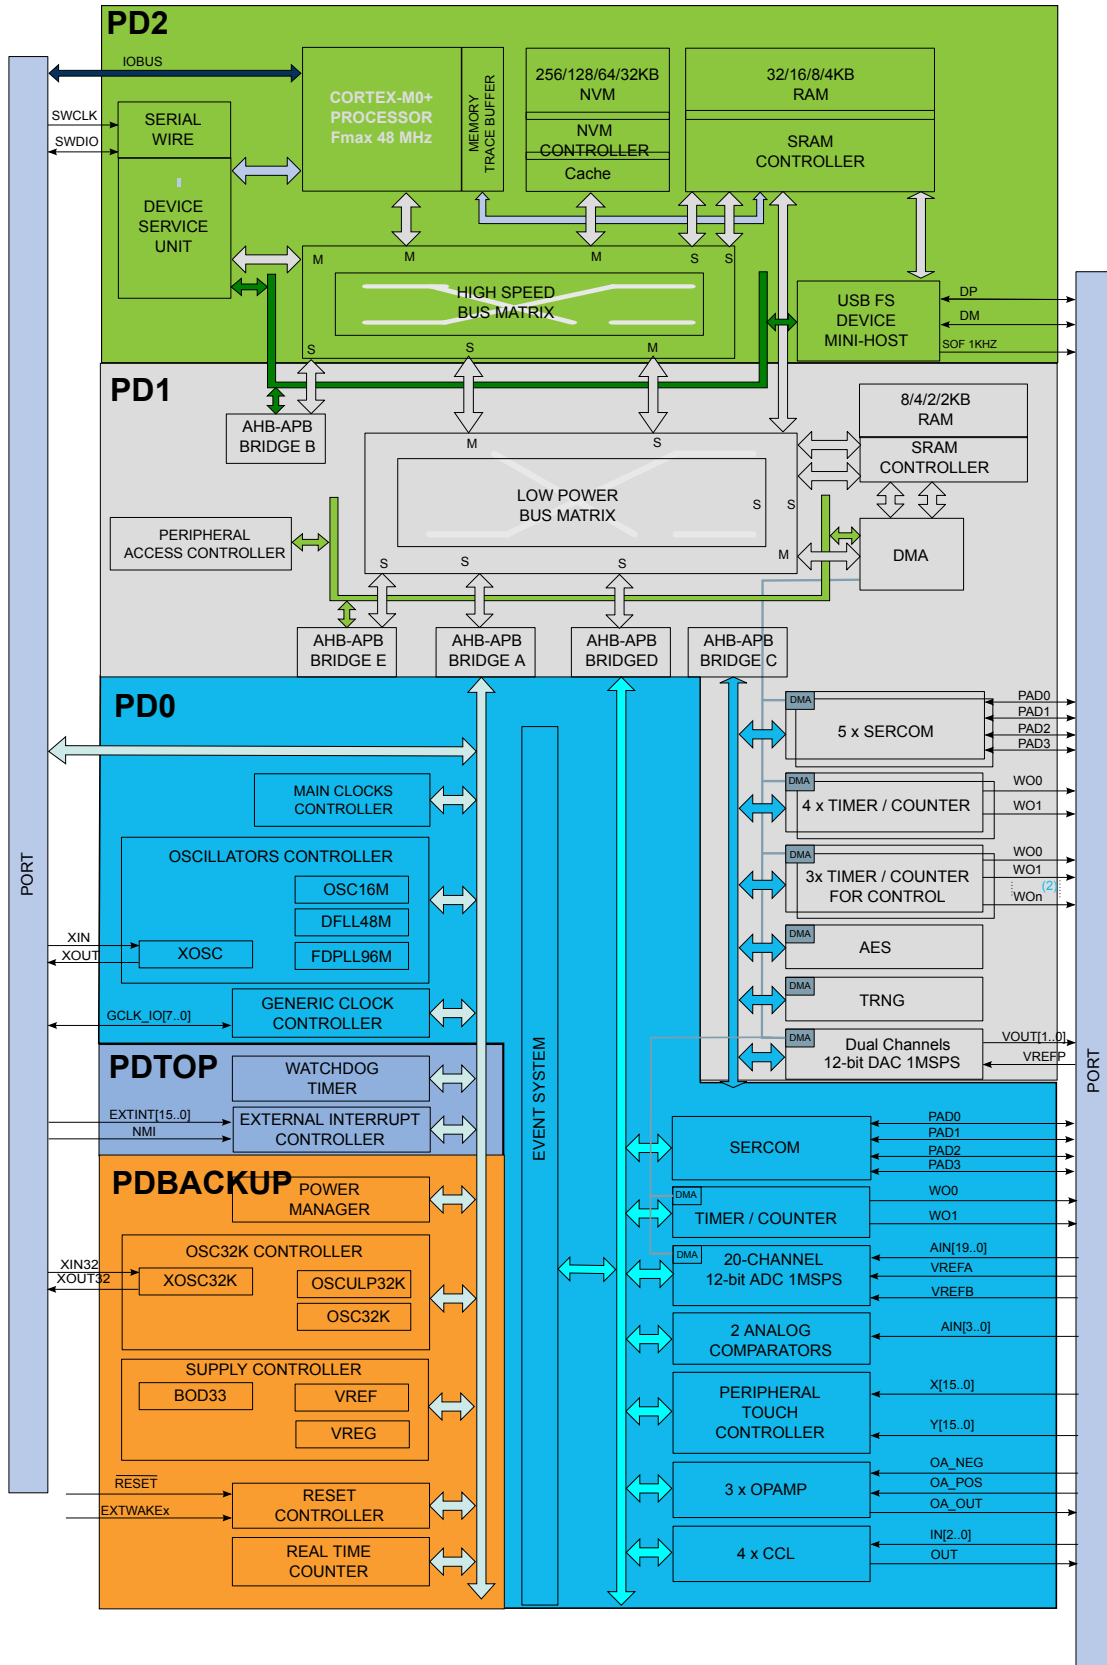 PD2
IOBUS
SWCLK
SWDIO
SERIAL
WIRE
DEVICE
SERVICE
UNIT
CORTEX-M0+
PROCESSOR
Fmax 48 MHz
MEMORY
TRACE BUFFER
256/128/64/32KB
NVM
NVM
CONTROLLER
Cache
32/16/8/4KB
RAM
SRAM
CONTROLLER
M
M
M
S
S
HIGH SPEED
BUS MATRIX
S
S
M
USB FS
DEVICE
MINI-HOST
DP
DM
SOF 1KHZ
PD1
AHB-APB
BRIDGE B
8/4/2/2KB
RAM
SRAM
CONTROLLER
M
S
LOW POWER
BUS MATRIX
S
S
M
S
S
S
PERIPHERAL
ACCESS CONTROLLER
DMA
AHB-APB
BRIDGE E
AHB-APB
BRIDGE A
AHB-APB
BRIDGED
AHB-APB
BRIDGE C
PD0
MAIN CLOCKS
CONTROLLER
OSCILLATORS CONTROLLER
OSC16M
DFLL48M
FDPLL96M
XOSC
XIN
XOUT
PORT
GCLK_IO[7..0]
GENERIC CLOCK
CONTROLLER
PDTOP
WATCHDOG
TIMER
EXTINT[15..0]
NMI
EXTERNAL INTERRUPT
CONTROLLER
PDBACKUP
POWER
MANAGER
OSC32K CONTROLLER
XIN32
XOUT32
XOSC32K
OSCULP32K
OSC32K
SUPPLY CONTROLLER
BOD33
VREF
VREG
RESET
EXTWAKEx
RESET
CONTROLLER
REAL TIME
COUNTER
EVENT SYSTEM
DMA
5 x SERCOM
PAD0
PAD1
PAD2
PAD3
DMA
4 x TIMER / COUNTER
WO0
WO1
DMA
3x TIMER / COUNTER
FOR CONTROL
WO0
WO1
(2)
WOn
DMA
AES
DMA
TRNG
DMA
Dual Channels
12-bit DAC 1MSPS
VOUT[1..0]
VREFP
PORT
SERCOM
PAD0
PAD1
PAD2
PAD3
DMA
TIMER / COUNTER
WO0
WO1
DMA
20-CHANNEL
12-bit ADC 1MSPS
AIN[19..0]
VREFA
VREFB
2 ANALOG
COMPARATORS
AIN[3..0]
PERIPHERAL
TOUCH
CONTROLLER
X[15..0]
Y[15..0]
3 x OPAMP
OA_NEG
OA_POS
OA_OUT
4 x CCL
IN[2..0]
OUT